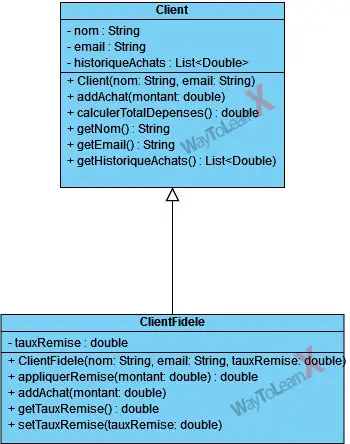 Client
- nom : String
- email : String
- historiqueAchats : List<Double>
+ Client(nom: String, email: String)
+ addAchat(montant: double)
+ calculerTotalDepenses() : double
+ getNom() : String
+ getEmail() : String
+ getHistoriqueAchats() : List<Double)
WayToLearnX
ClientFidele
- tauxRemise : double
+ ClientFidele(nom: String, email: String, tauxRemise: double)
+ appliquerRemise(montant: double) : double
+ addAchat(montant: double)
+ getTauxRemise() : double
+ setTauxRemise(tauxRemise: double)
WayToLearnX